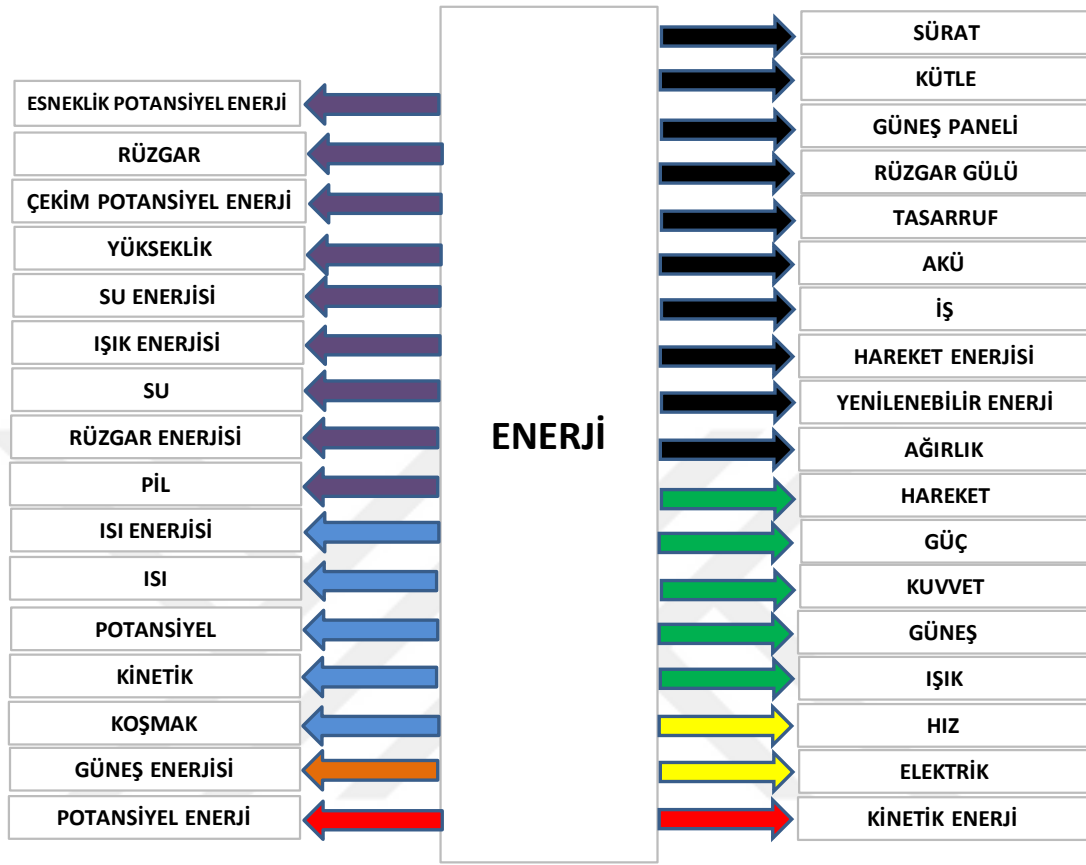 ESNEKLİK POTANSİYEL ENERJİ
RÜZGAR
ÇEKİM POTANSİYEL ENERJİ
YÜKSEKLİK
SU ENERJİSİ
IŞIK ENERJİSİ
SU
RÜZGAR ENERJİSİ
PİL
ISI ENERJİSİ
ISI
POTANSİYEL
KİNETİK
KOŞMAK
GÜNEŞ ENERJİSİ
POTANSİYEL ENERJİ
ENERJİ
SÜRAT
KÜTLE
GÜNEŞ PANELİ
RÜZGAR GÜLÜ
TASARRUF
AKÜ
İŞ
HAREKET ENERJİSİ
YENİLENEBİLİR ENERJİ
AĞIRLIK
HAREKET
GÜÇ
KUVVET
GÜNEŞ
IŞIK
HIZ
ELEKTRİK
KİNETİK ENERJİ